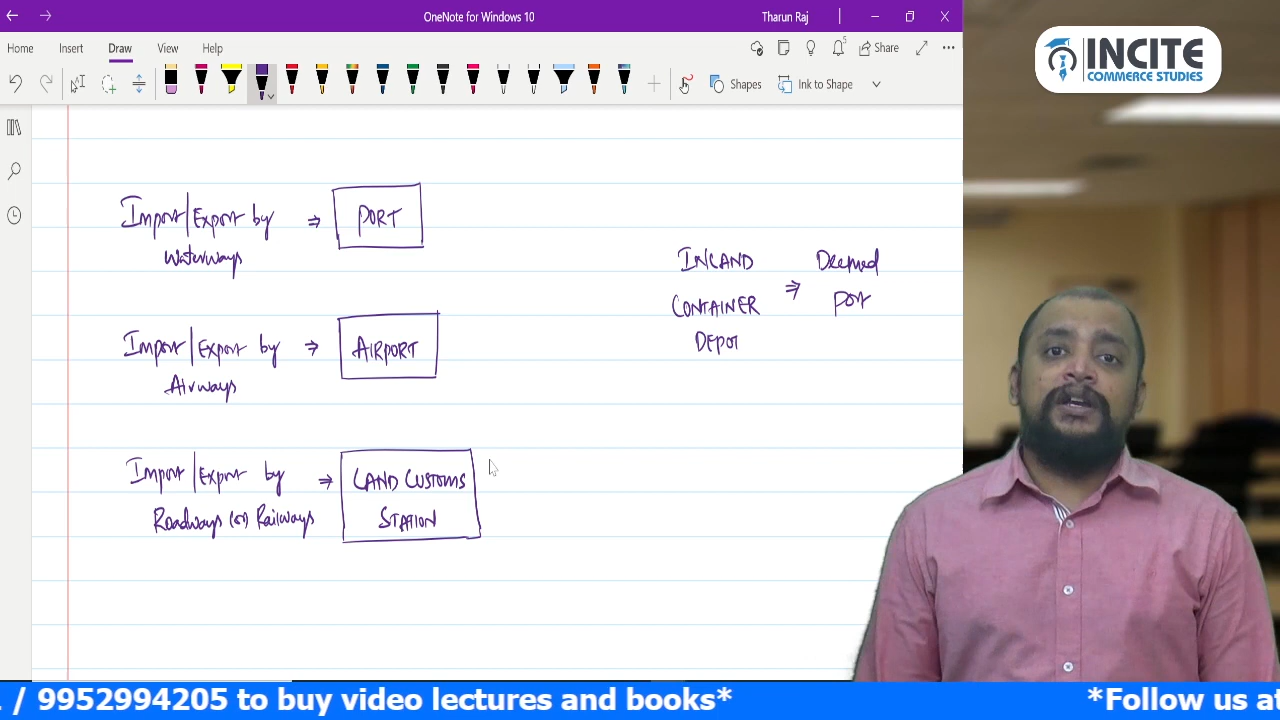 OneNote for Windows 10
Tharun Raj
Home Insert Draw View Help
5
Share
Shapes
Ink to Shape
INCITE
COMMERCE STUDIES
Import/Export by ⇒ PORT
Waterways
Import/Export by ⇒ AIRPORT
Airways
Import/Export by ⇒ LAND CUSTOMS
Roadways (or) Railways STATION
INLAND
CONTAINER
DEPOT
⇒ Deemed
Port
/ 9952994205 to buy video lectures and books* *Follow us at